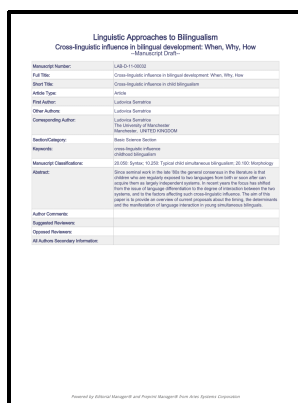 Linguistic Approaches to Bilingualism
Cross-linguistic influence in bilingual development: When, Why, How
--Manuscript Draft--
Manuscript Number: LAB-D-11-00032
Full Title: Cross-linguistic influence in bilingual development: When, Why, How
Short Title: Cross-linguistic influence in child bilingualism
Article Type: Article
First Author: Ludovica Serratrice
Other Authors: Ludovica Serratrice
Corresponding Author: Ludovica Serratrice
The University of Manchester
Manchester, UNITED KINGDOM
Section/Category: Basic Science Section
Keywords: cross-linguistic influence
childhood bilingualism
Manuscript Classifications: 20.050: Syntax; 10.250: Typical child simultaneous bilingualism; 20.100: Morphology
Abstract: Since seminal work in the late '80s the general consensus in the literature is that
children who are regularly exposed to two languages from birth or soon after can
acquire them as largely independent systems. In recent years the focus has shifted
from the issue of language differentiation to the degree of interaction between the two
systems, and to the factors affecting such cross-linguistic influence. The aim of this
paper is to provide an overview of current proposals about the timing, the determinants
and the manifestation of language interaction in young simultaneous bilinguals.
Author Comments:
Suggested Reviewers:
Opposed Reviewers:
All Authors Secondary Information:
Powered by Editorial Manager® and Preprint Manager® from Aries Systems Corporation